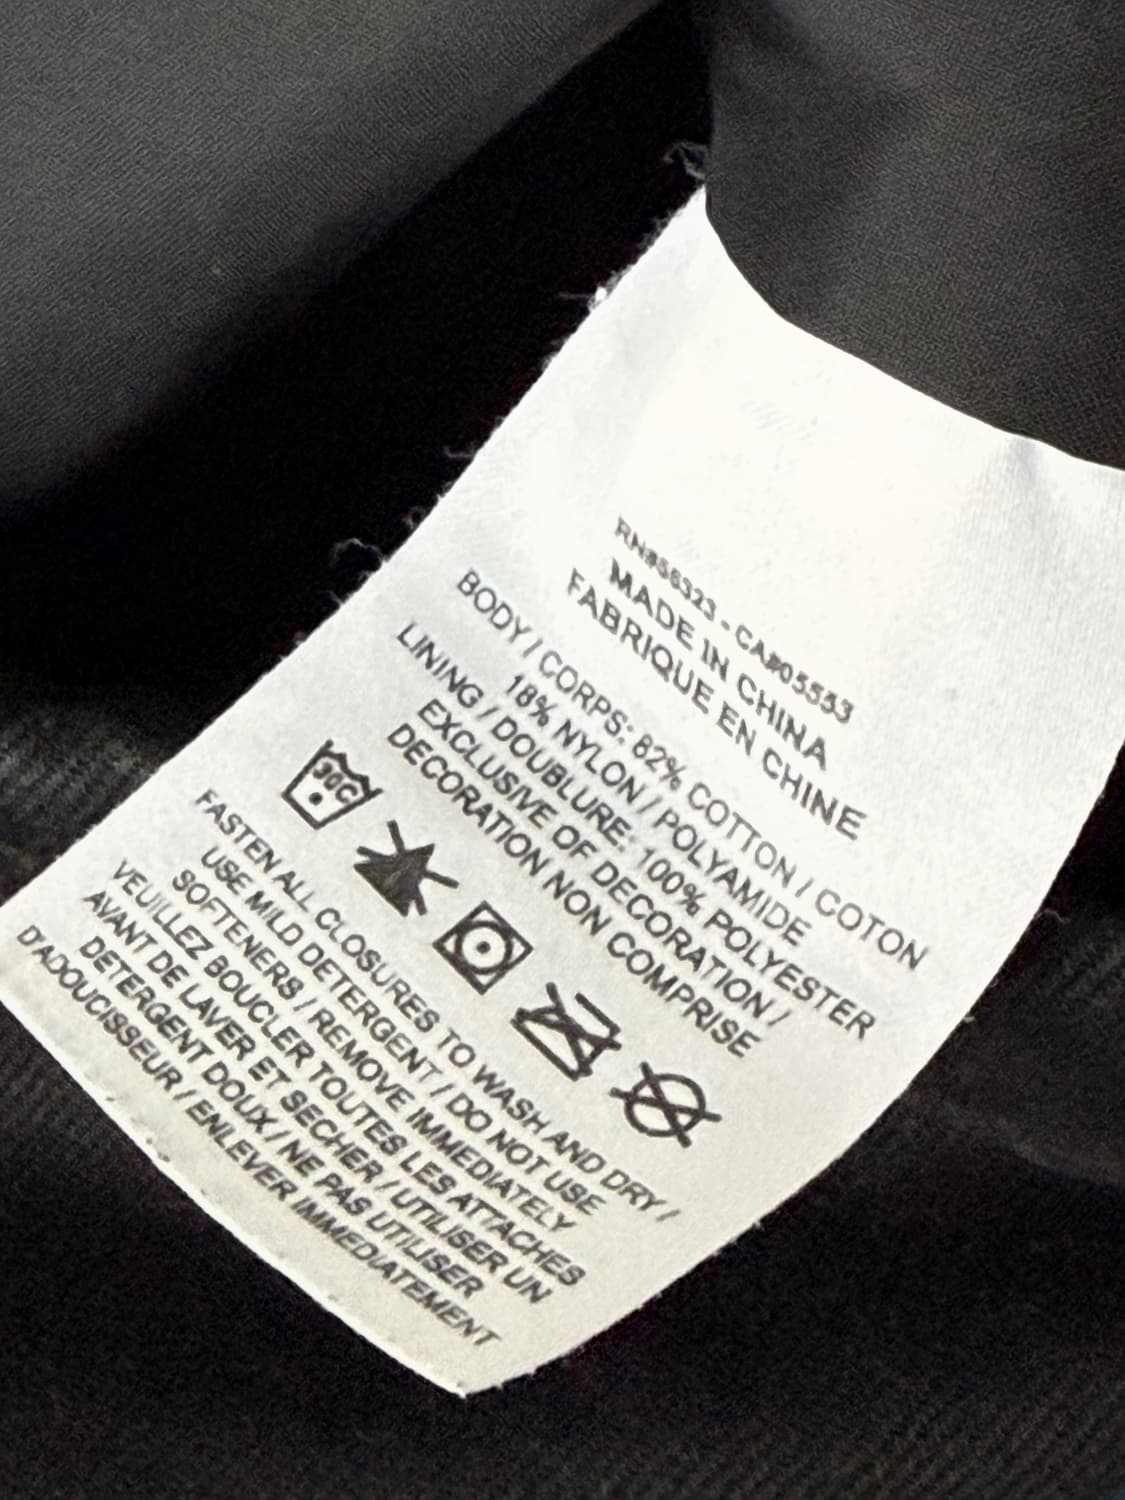 RN#56323 - CA#05553
MADE IN CHINA
FABRIQUE EN CHINE
BODY / CORPS: 82% COTTON / COTON
18% NYLON / POLYAMIDE
LINING / DOUBLURE: 100% POLYESTER
EXCLUSIVE OF DECORATION /
DECORATION NON COMPRISE
30C
FASTEN ALL CLOSURES TO WASH AND DRY /
USE MILD DETERGENT / DO NOT USE
SOFTENERS / REMOVE IMMEDIATELY
VEUILLEZ BOUCLER TOUTES LES ATTACHES
AVANT DE LAVER ET SECHER / UTILISER UN
DETERGENT DOUX / NE PAS UTILISER
D'ADOUCISSEUR / ENLEVER IMMEDIATEMENT